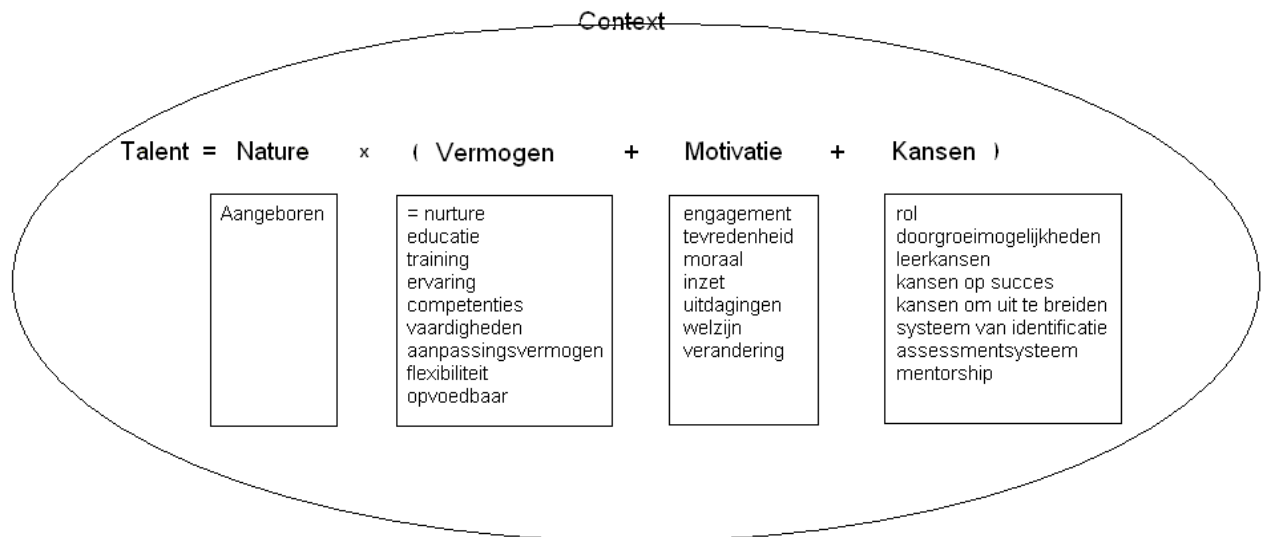 Context
Talent = Nature x ( Vermogen + Motivatie + Kansen )
Aangeboren
= nurture
educatie
training
ervaring
competenties
vaardigheden
aanpassingsvermogen
flexibiliteit
opvoedbaar
engagement
tevredenheid
moraal
inzet
uitdagingen
welzijn
verandering
rol
doorgroeimogelijkheden
leerkansen
kansen op succes
kansen om uit te breiden
systeem van identificatie
assessmentsysteem
mentorship